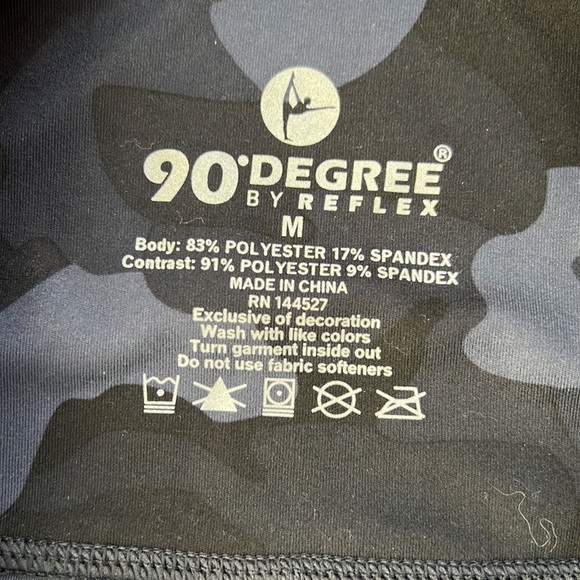 90°DEGREE®
BY REFLEX
M
Body: 83% POLYESTER 17% SPANDEX
Contrast: 91% POLYESTER 9% SPANDEX
MADE IN CHINA
RN 144527
Exclusive of decoration
Wash with like colors
Turn garment inside out
Do not use fabric softeners